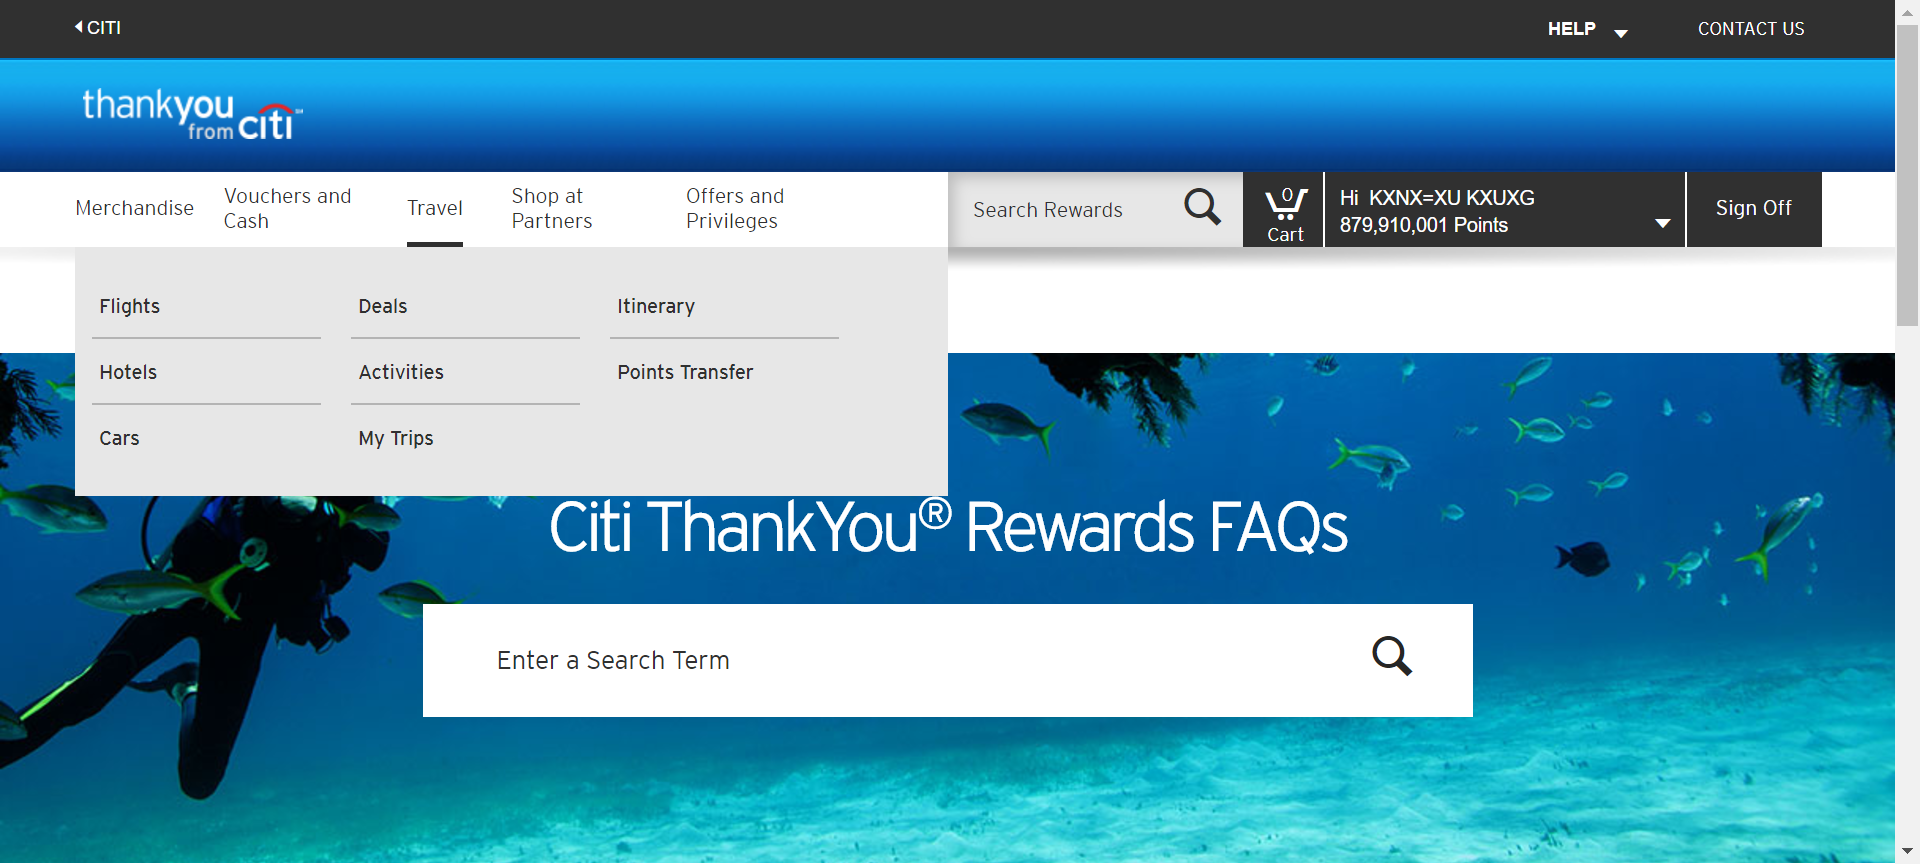 CITI
HELP
CONTACT US
thankyou
from citi℠
Merchandise
Vouchers and
Cash
Travel
Shop at
Partners
Offers and
Privileges
Search Rewards
0
Cart
Hi  KXNX=XU KXUXG
879,910,001 Points
Sign Off
Flights
Deals
Itinerary
Hotels
Activities
Points Transfer
Cars
My Trips
Citi ThankYou® Rewards FAQs
Enter a Search Term